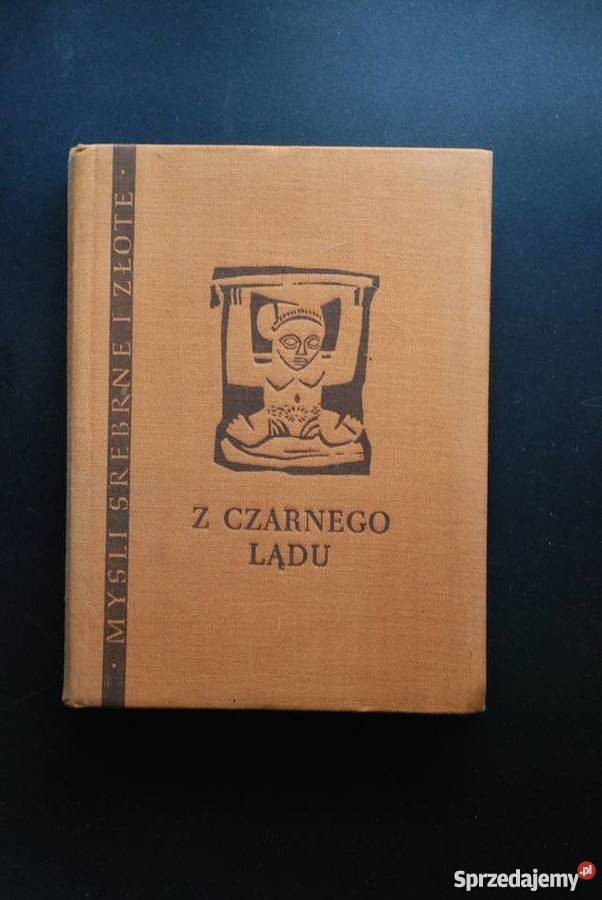 · MYŚLI SREBRNE I ZŁOTE ·
Z CZARNEGO
LĄDU
Sprzedajemy.pl